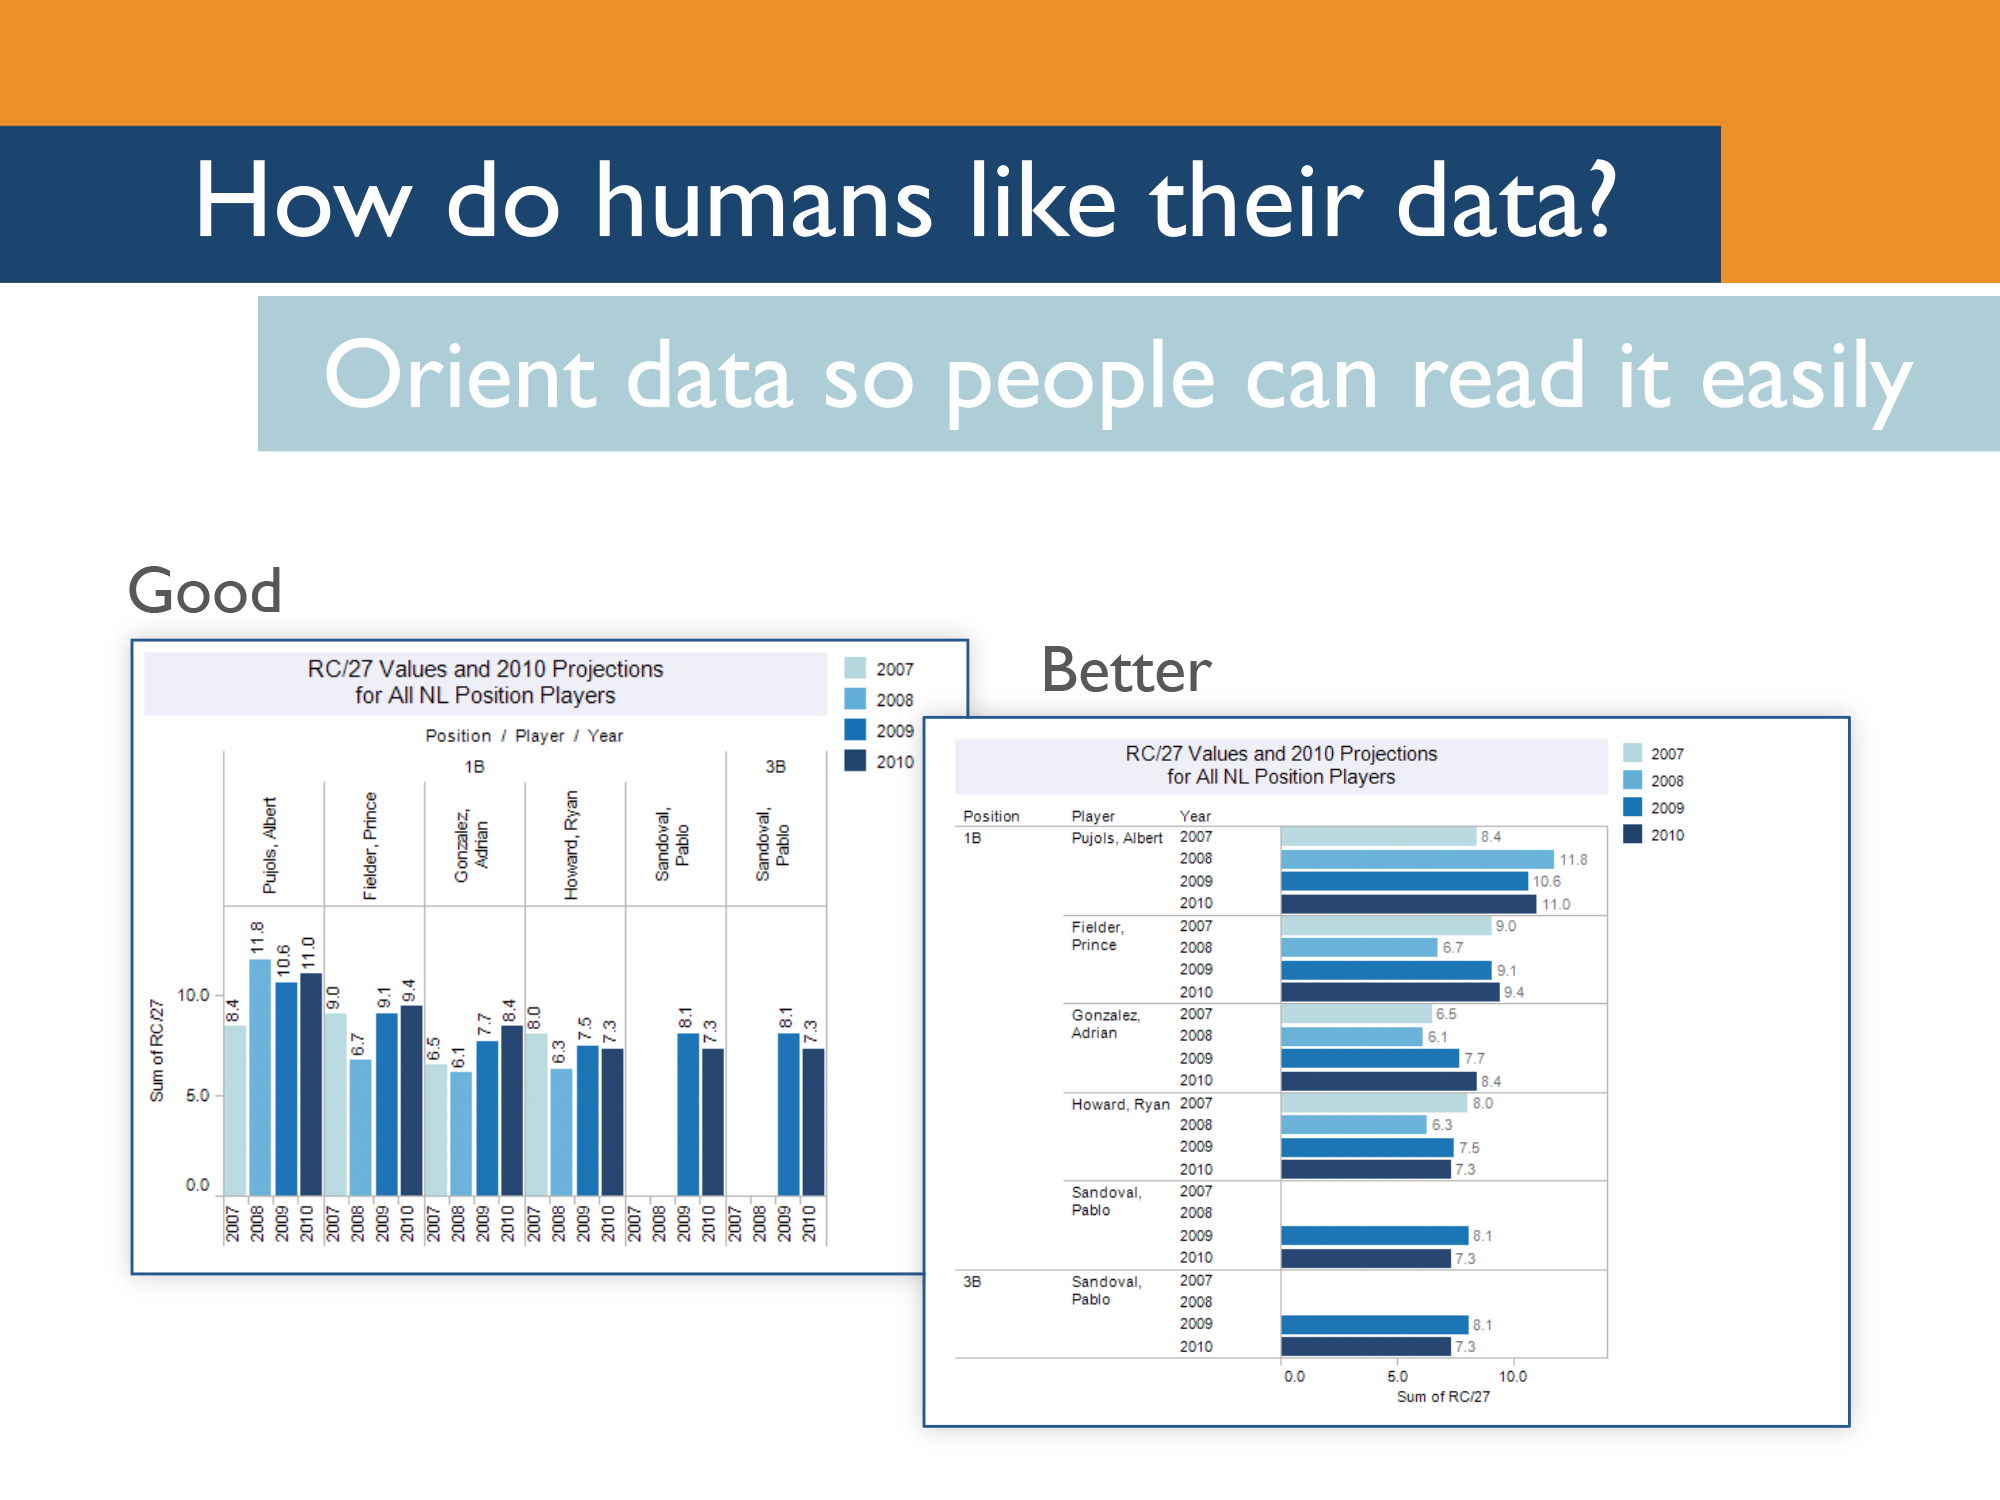 How do humans like their data?
Orient data so people can read it easily
Good
RC/27 Values and 2010 Projections
for All NL Position Players
2007
2008
2009
2010
Position / Player / Year
1B
3B
Pujols, Albert
Fielder, Prince
Gonzalez,
Adrian
Howard, Ryan
Sandoval,
Pablo
Sandoval,
Pablo
Sum of RC/27
10.0
5.0
0.0
8.4
11.8
10.6
11.0
9.0
6.7
9.1
9.4
6.5
6.1
7.7
8.4
8.0
6.3
7.5
7.3
8.1
7.3
8.1
7.3
2007
2008
2009
2010
2007
2008
2009
2010
2007
2008
2009
2010
2007
2008
2009
2010
2007
2008
2009
2010
2007
2008
2009
2010
Better
RC/27 Values and 2010 Projections
for All NL Position Players
2007
2008
2009
2010
Position Player Year
1B Pujols, Albert 2007 8.4
2008 11.8
2009 10.6
2010 11.0
Fielder, 2007 9.0
Prince 2008 6.7
2009 9.1
2010 9.4
Gonzalez, 2007 6.5
Adrian 2008 6.1
2009 7.7
2010 8.4
Howard, Ryan 2007 8.0
2008 6.3
2009 7.5
2010 7.3
Sandoval, 2007
Pablo 2008
2009 8.1
2010 7.3
3B Sandoval, 2007
Pablo 2008
2009 8.1
2010 7.3
0.0 5.0 10.0
Sum of RC/27